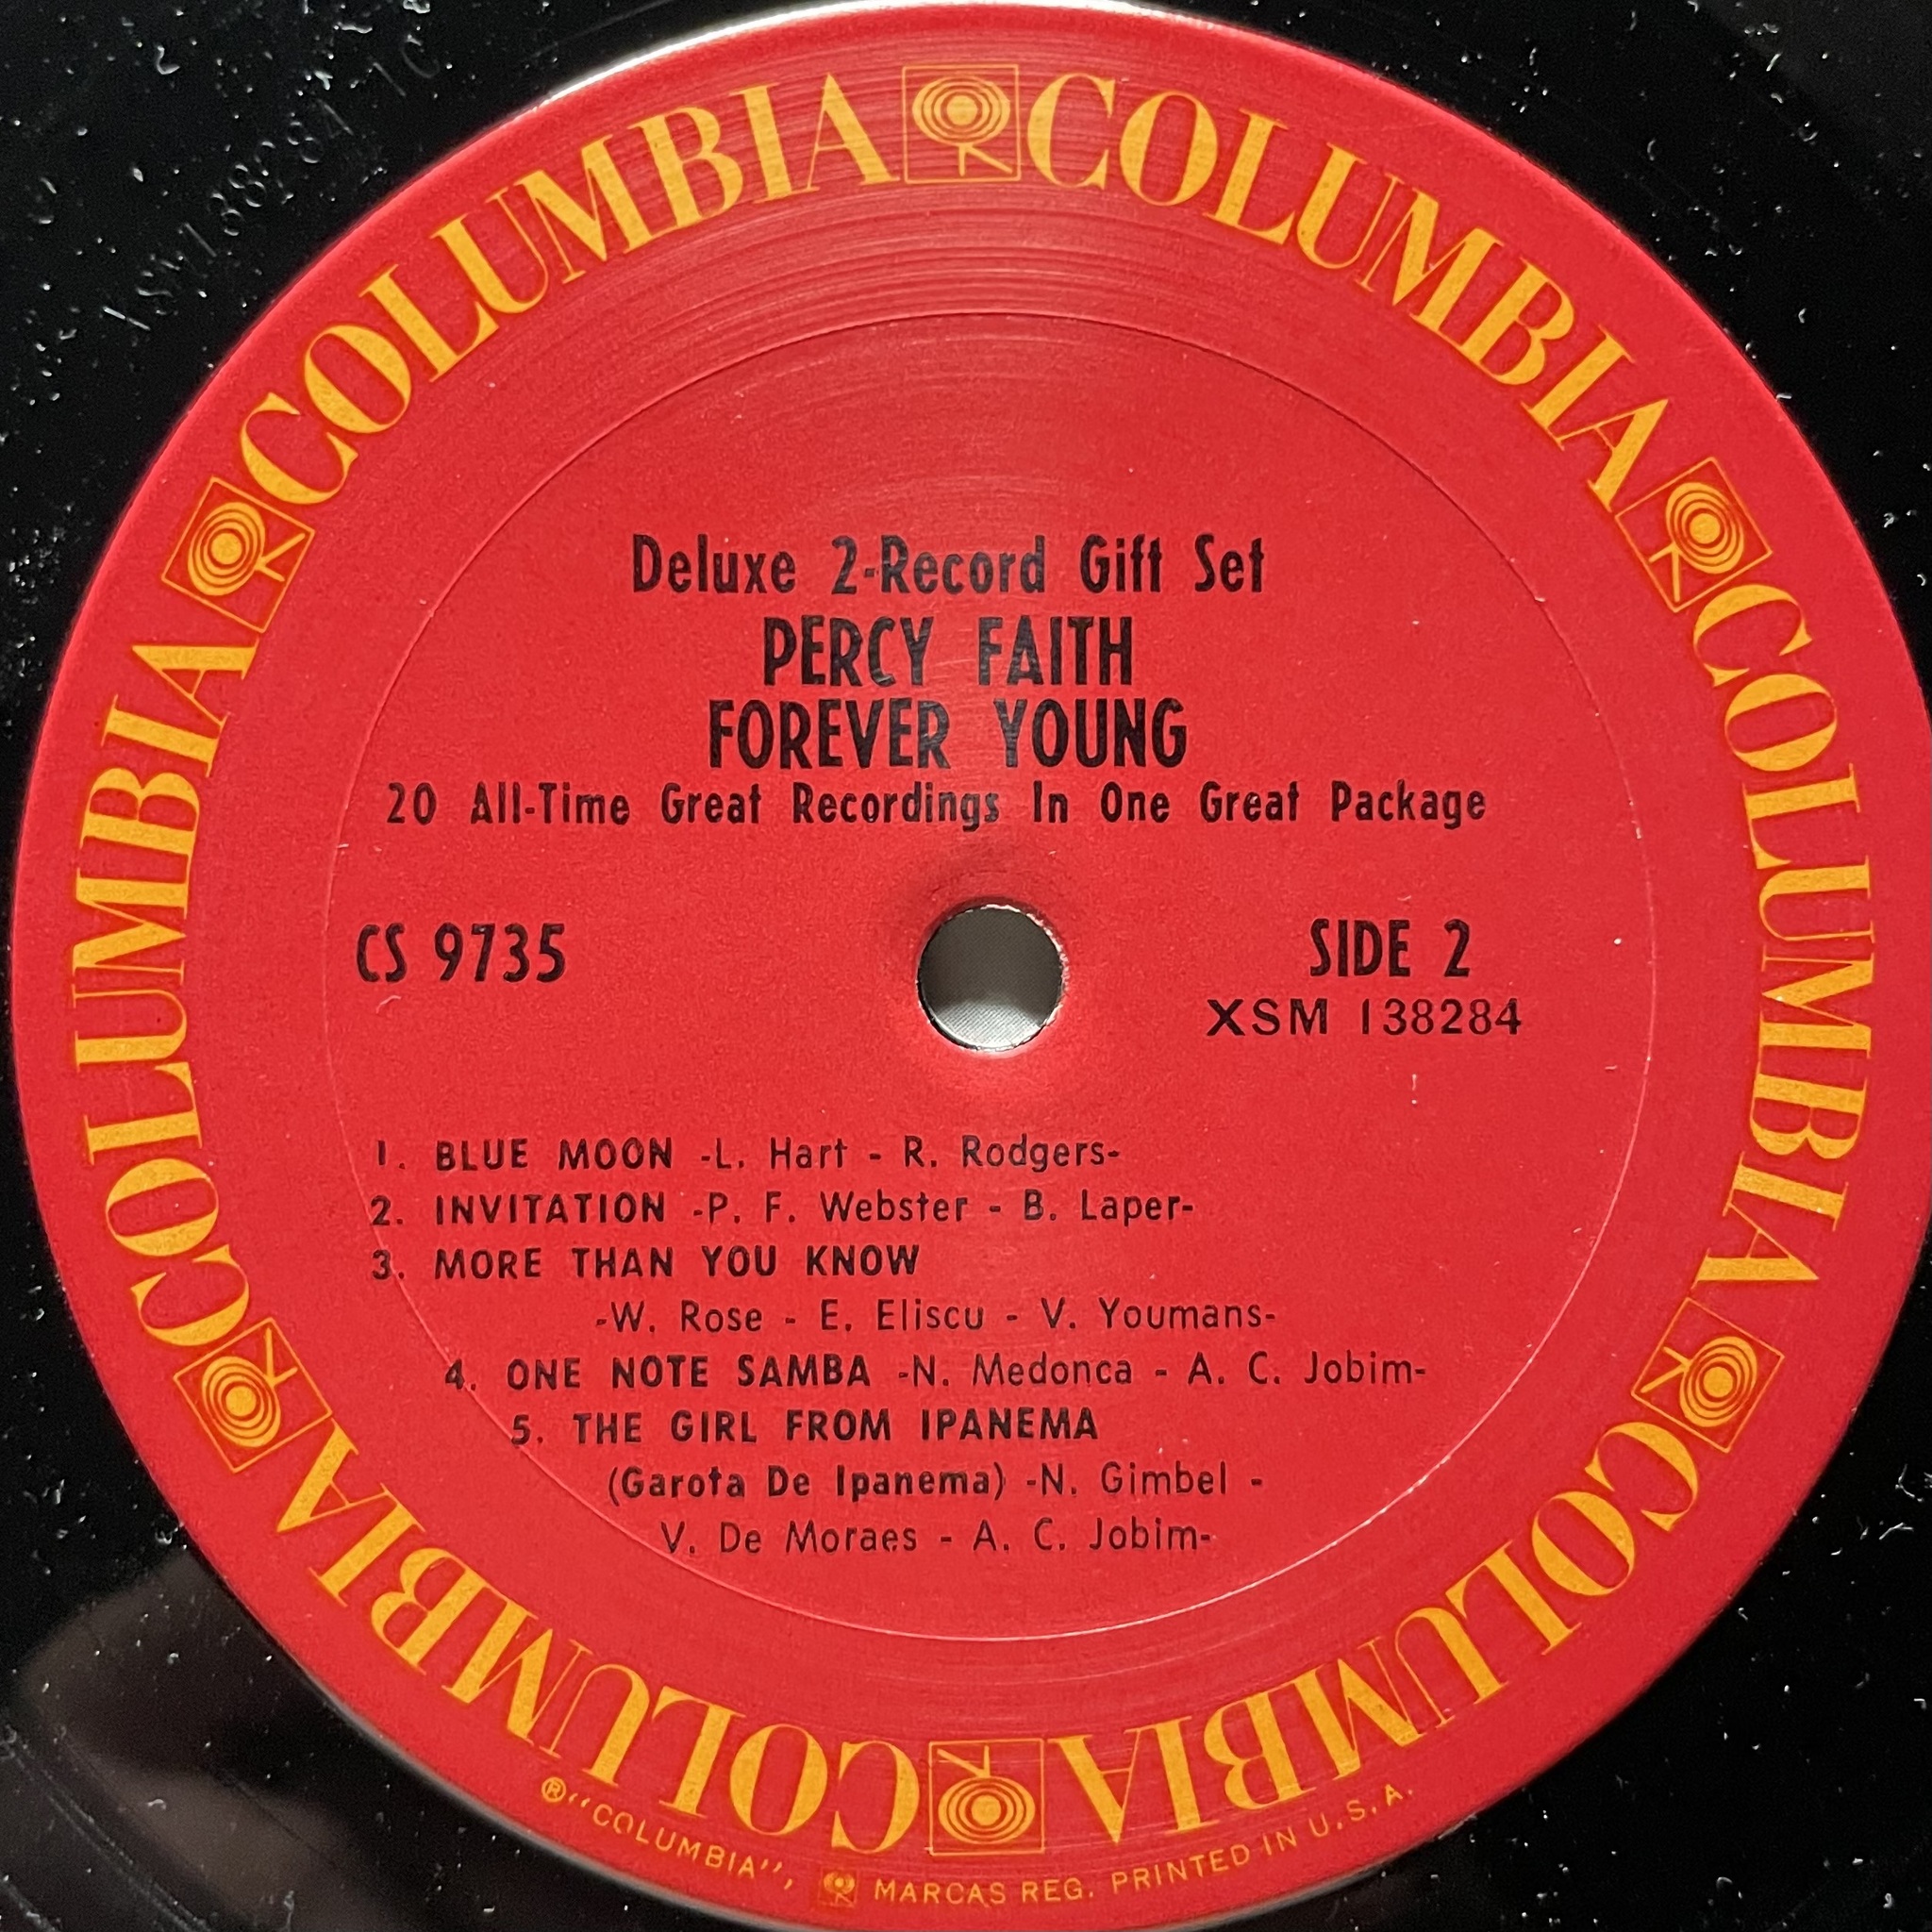 COLUMBIA COLUMBIA COLUMBIA COLUMBIA COLUMBIA COLUMBIA
Deluxe 2-Record Gift Set
PERCY FAITH
FOREVER YOUNG
20 All-Time Great Recordings In One Great Package
CS 9735
SIDE 2
XSM 138284
1. BLUE MOON -L. Hart - R. Rodgers-
2. INVITATION -P. F. Webster - B. Laper-
3. MORE THAN YOU KNOW
-W. Rose - E. Eliscu - V. Youmans-
4. ONE NOTE SAMBA -N. Medonca - A. C. Jobim-
5. THE GIRL FROM IPANEMA
(Garota De Ipanema) -N. Gimbel -
V. De Moraes - A. C. Jobim-
®"COLUMBIA", MARCAS REG. PRINTED IN U.S.A.